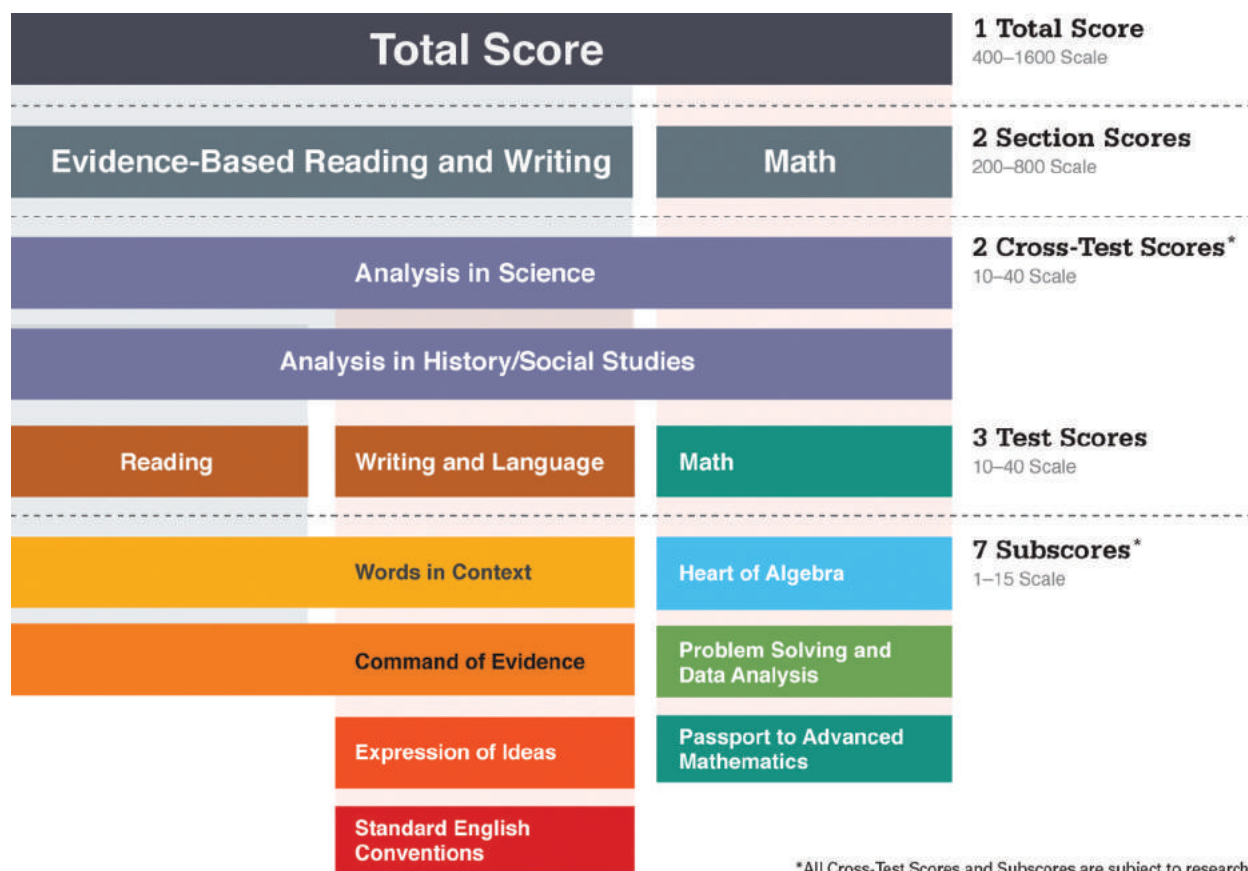 Total Score
1 Total Score
400–1600 Scale
Evidence-Based Reading and Writing
Math
2 Section Scores
200–800 Scale
Analysis in Science
2 Cross-Test Scores*
10–40 Scale
Analysis in History/Social Studies
Reading
Writing and Language
Math
3 Test Scores
10–40 Scale
Words in Context
Heart of Algebra
7 Subscores*
1–15 Scale
Command of Evidence
Problem Solving and
Data Analysis
Expression of Ideas
Passport to Advanced
Mathematics
Standard English
Conventions
*All Cross-Test Scores and Subscores are subject to research